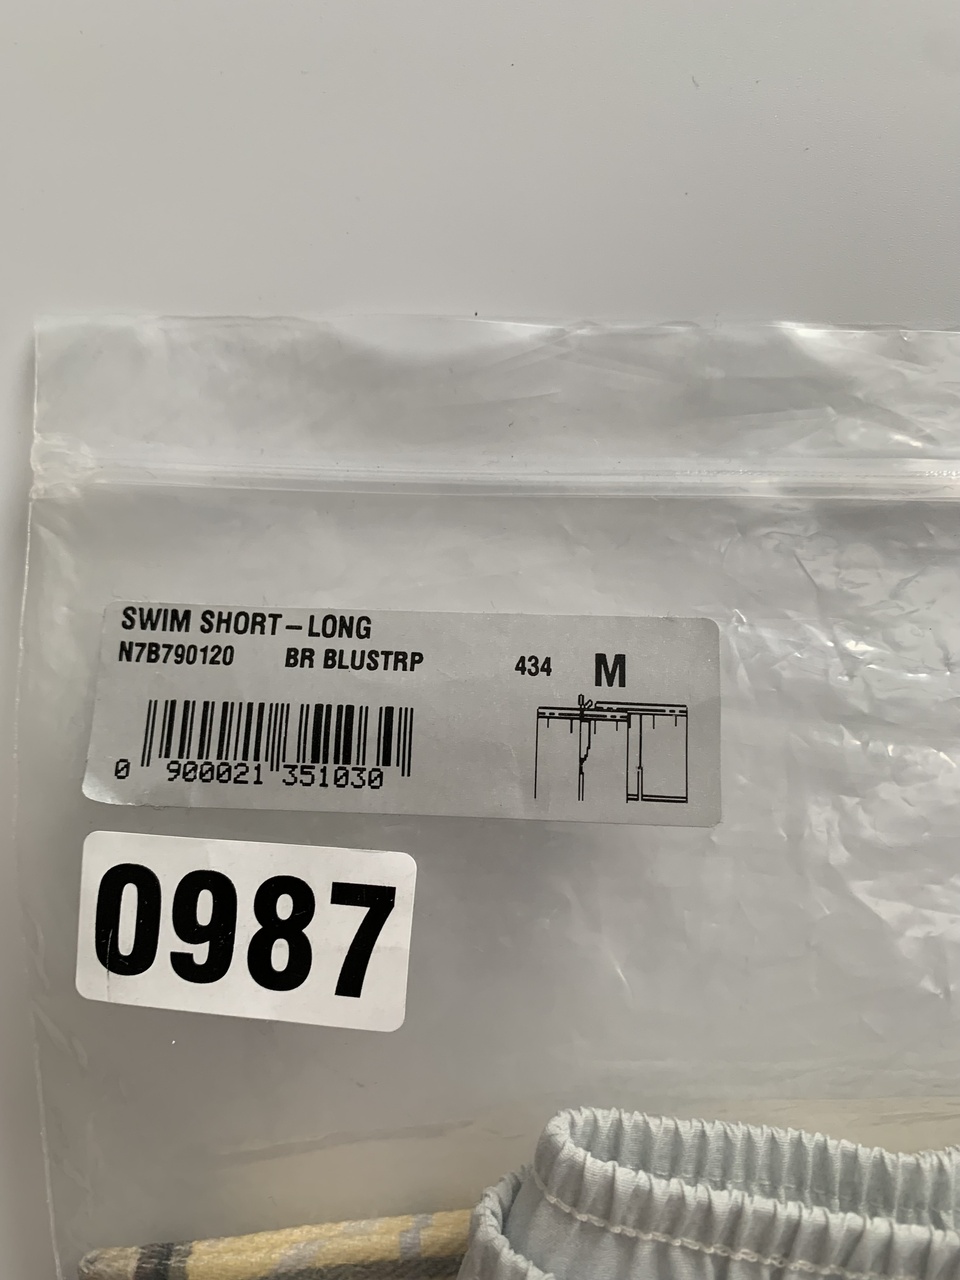 SWIM SHORT – LONG
N7B790120 BR BLUSTRP 434 M
0 900021 351030
0987